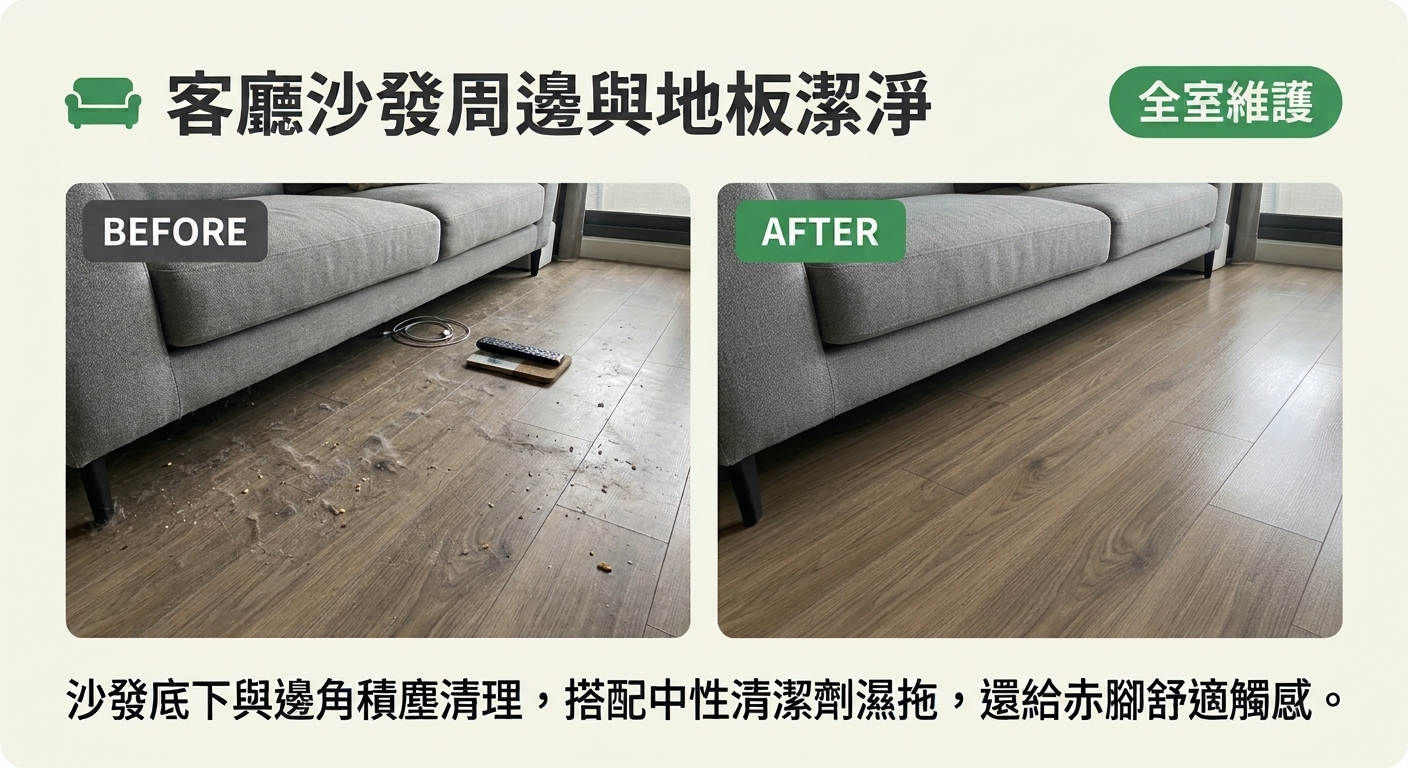 客廳沙發周邊與地板潔淨
全室維護
BEFORE
AFTER
沙發底下與邊角積塵清理，搭配中性清潔劑濕拖，還給赤腳舒適觸感。